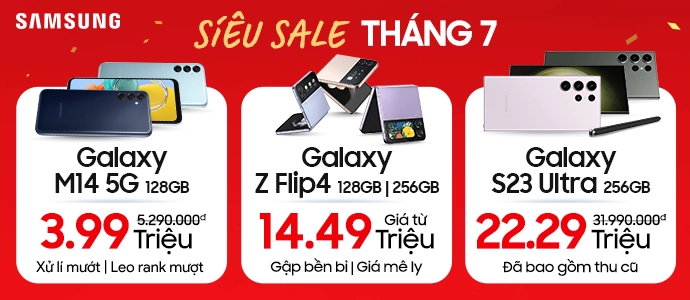 SAMSUNG
SIÊU SALE THÁNG 7
Galaxy
M14 5G 128GB
5.290.000đ
3.99 Triệu
Xử lí mướt | Leo rank mượt
Galaxy
Z Flip4 128GB | 256GB
Giá từ
14.49 Triệu
Gập bền bỉ | Giá mê ly
Galaxy
S23 Ultra 256GB
31.990.000đ
22.29 Triệu
Đã bao gồm thu cũ